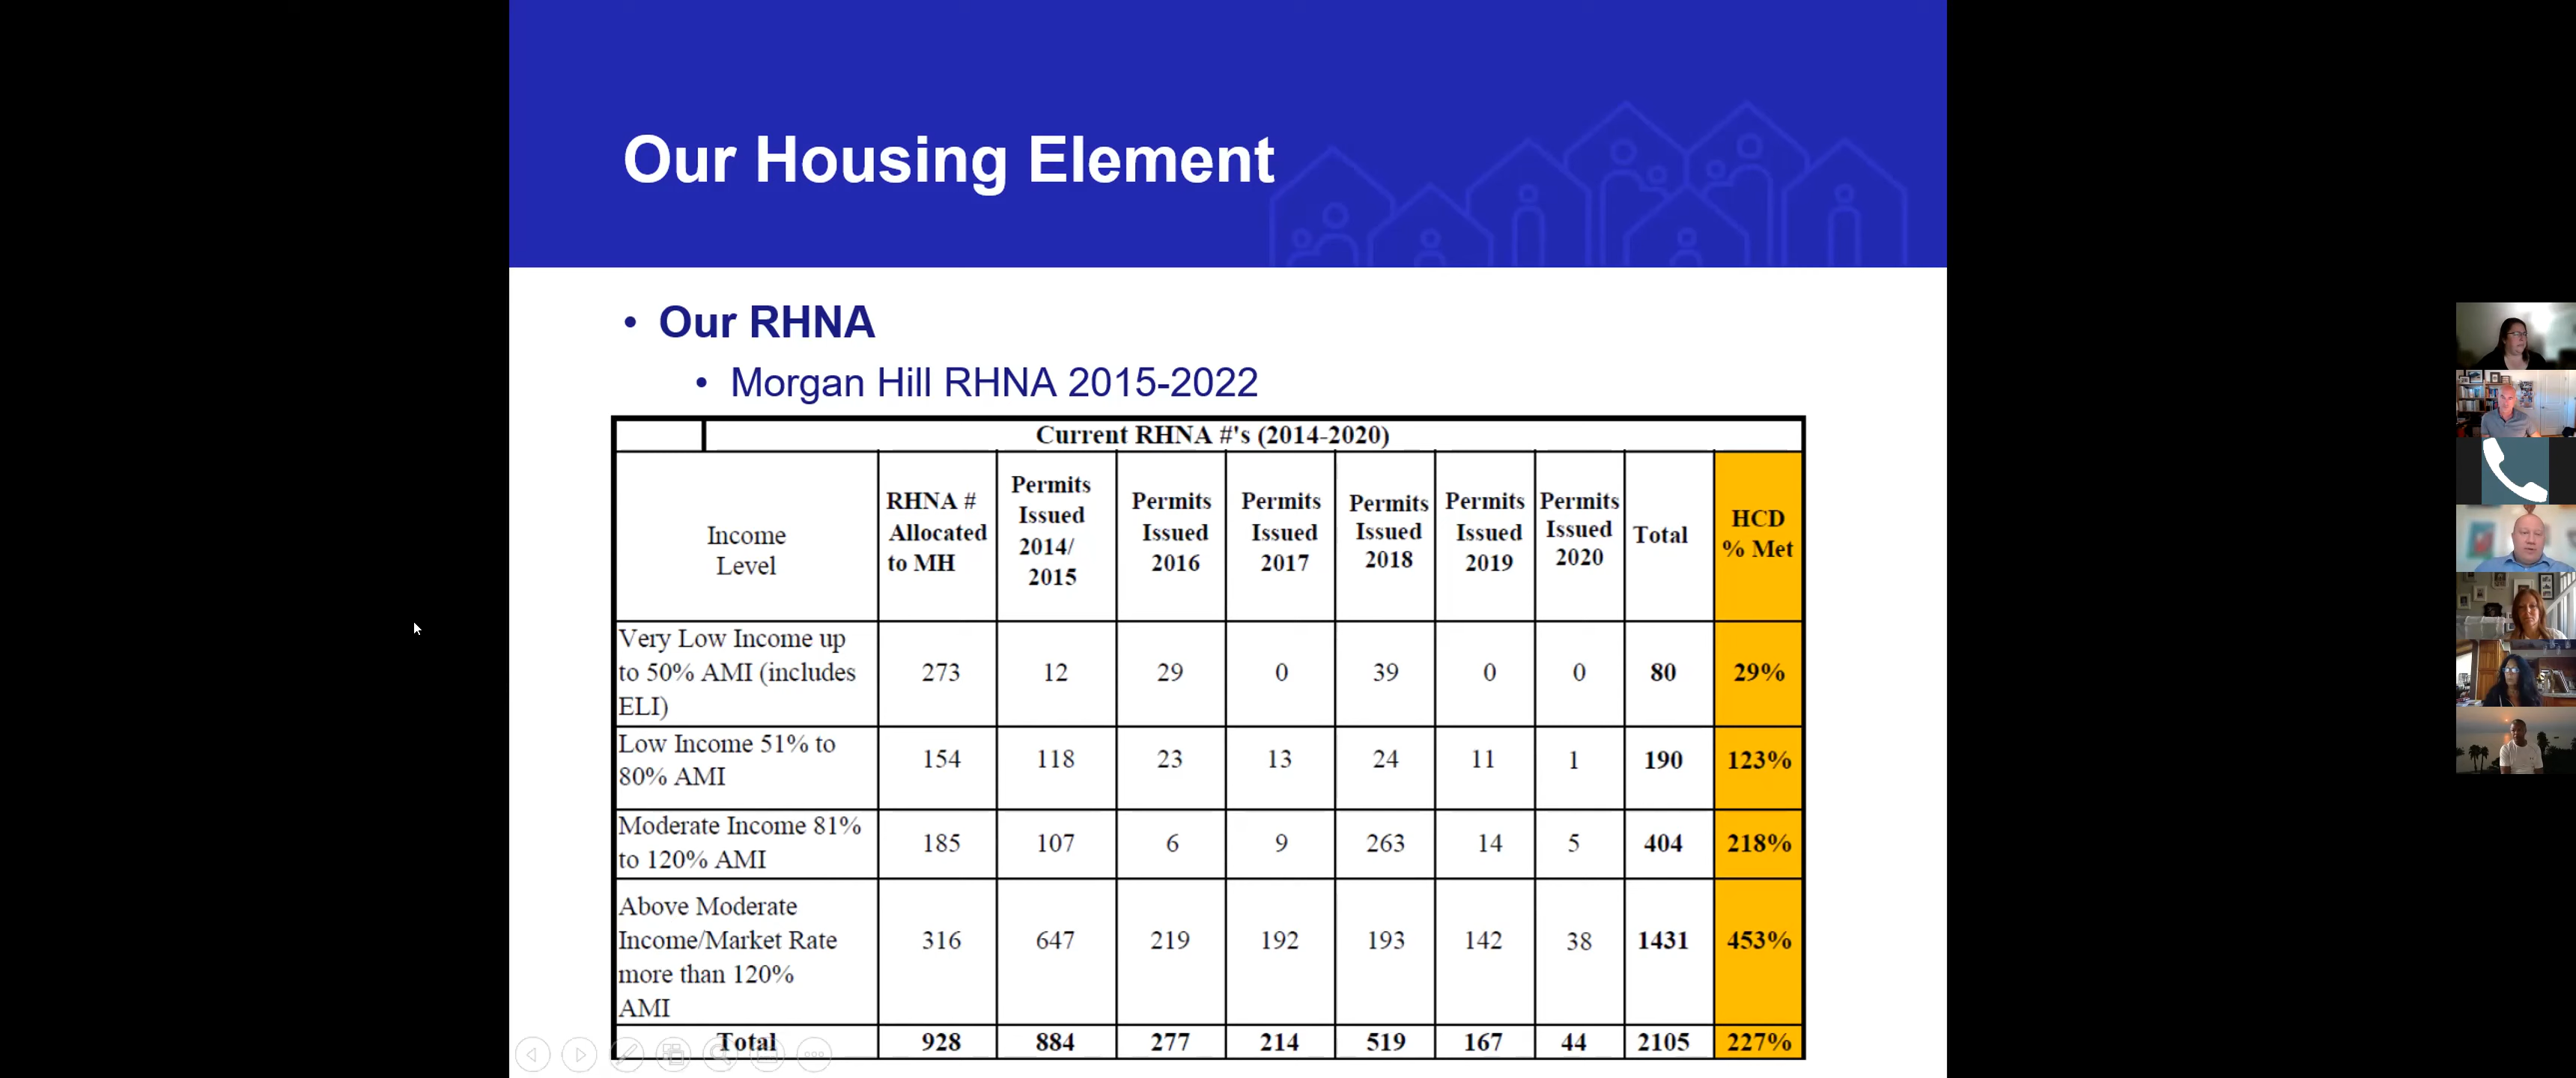 Our Housing Element
• Our RHNA
• Morgan Hill RHNA 2015-2022
Current RHNA #'s (2014-2020)
Income Level RHNA # Allocated to MH Permits Issued 2014/ 2015 Permits Issued 2016 Permits Issued 2017 Permits Issued 2018 Permits Issued 2019 Permits Issued 2020 Total HCD % Met
Very Low Income up to 50% AMI (includes ELI) 273 12 29 0 39 0 0 80 29%
Low Income 51% to 80% AMI 154 118 23 13 24 11 1 190 123%
Moderate Income 81% to 120% AMI 185 107 6 9 263 14 5 404 218%
Above Moderate Income/Market Rate more than 120% AMI 316 647 219 192 193 142 38 1431 453%
Total 928 884 277 214 519 167 44 2105 227%